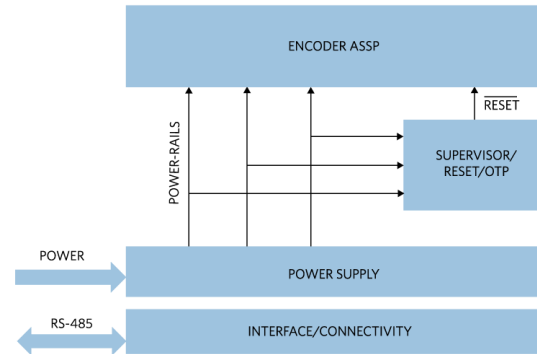 ENCODER ASSP
RESET
POWER-RAILS
SUPERVISOR/
RESET/OTP
POWER
POWER SUPPLY
RS-485
INTERFACE/CONNECTIVITY